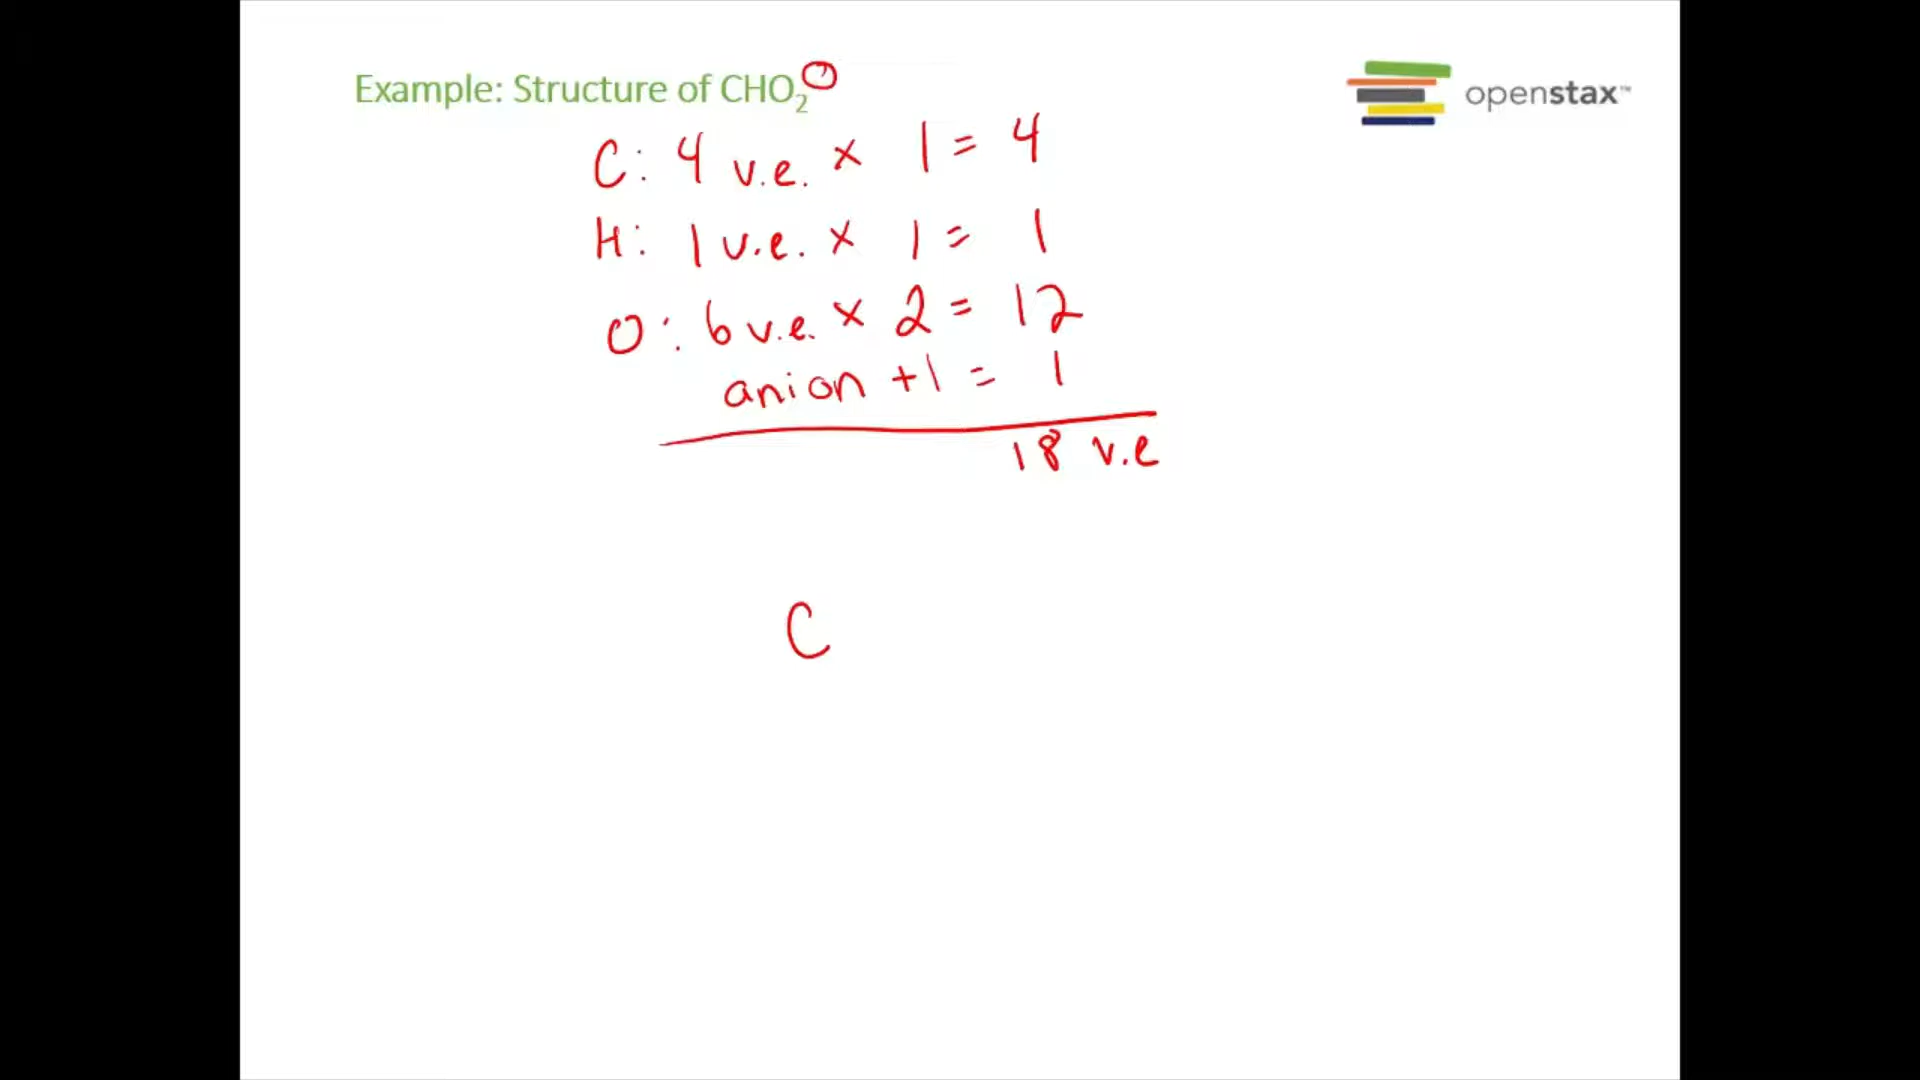 Example: Structure of CHO₂⁻
openstax™
C: 4 v.e. × 1 = 4
H: 1 v.e. × 1 = 1
O: 6 v.e. × 2 = 12
anion +1 = 1
18 v.e
C